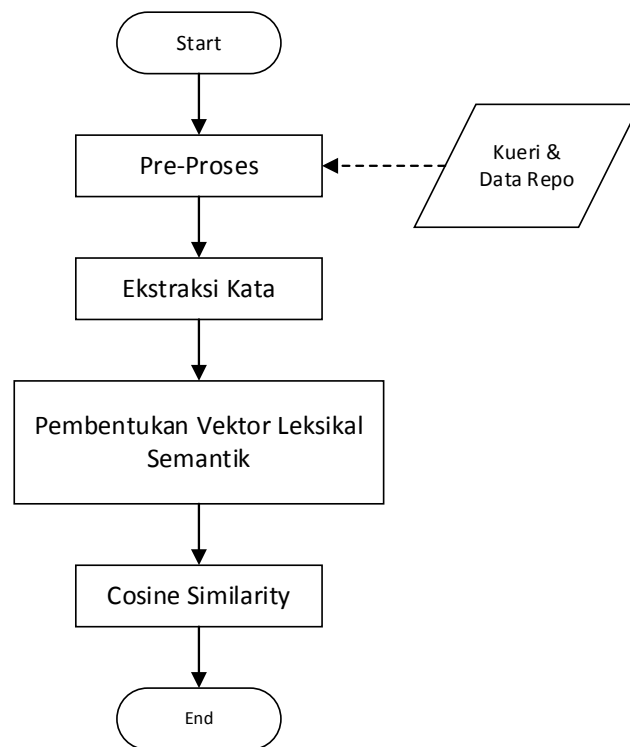 Start
Pre-Proses
Kueri &
Data Repo
Ekstraksi Kata
Pembentukan Vektor Leksikal
Semantik
Cosine Similarity
End